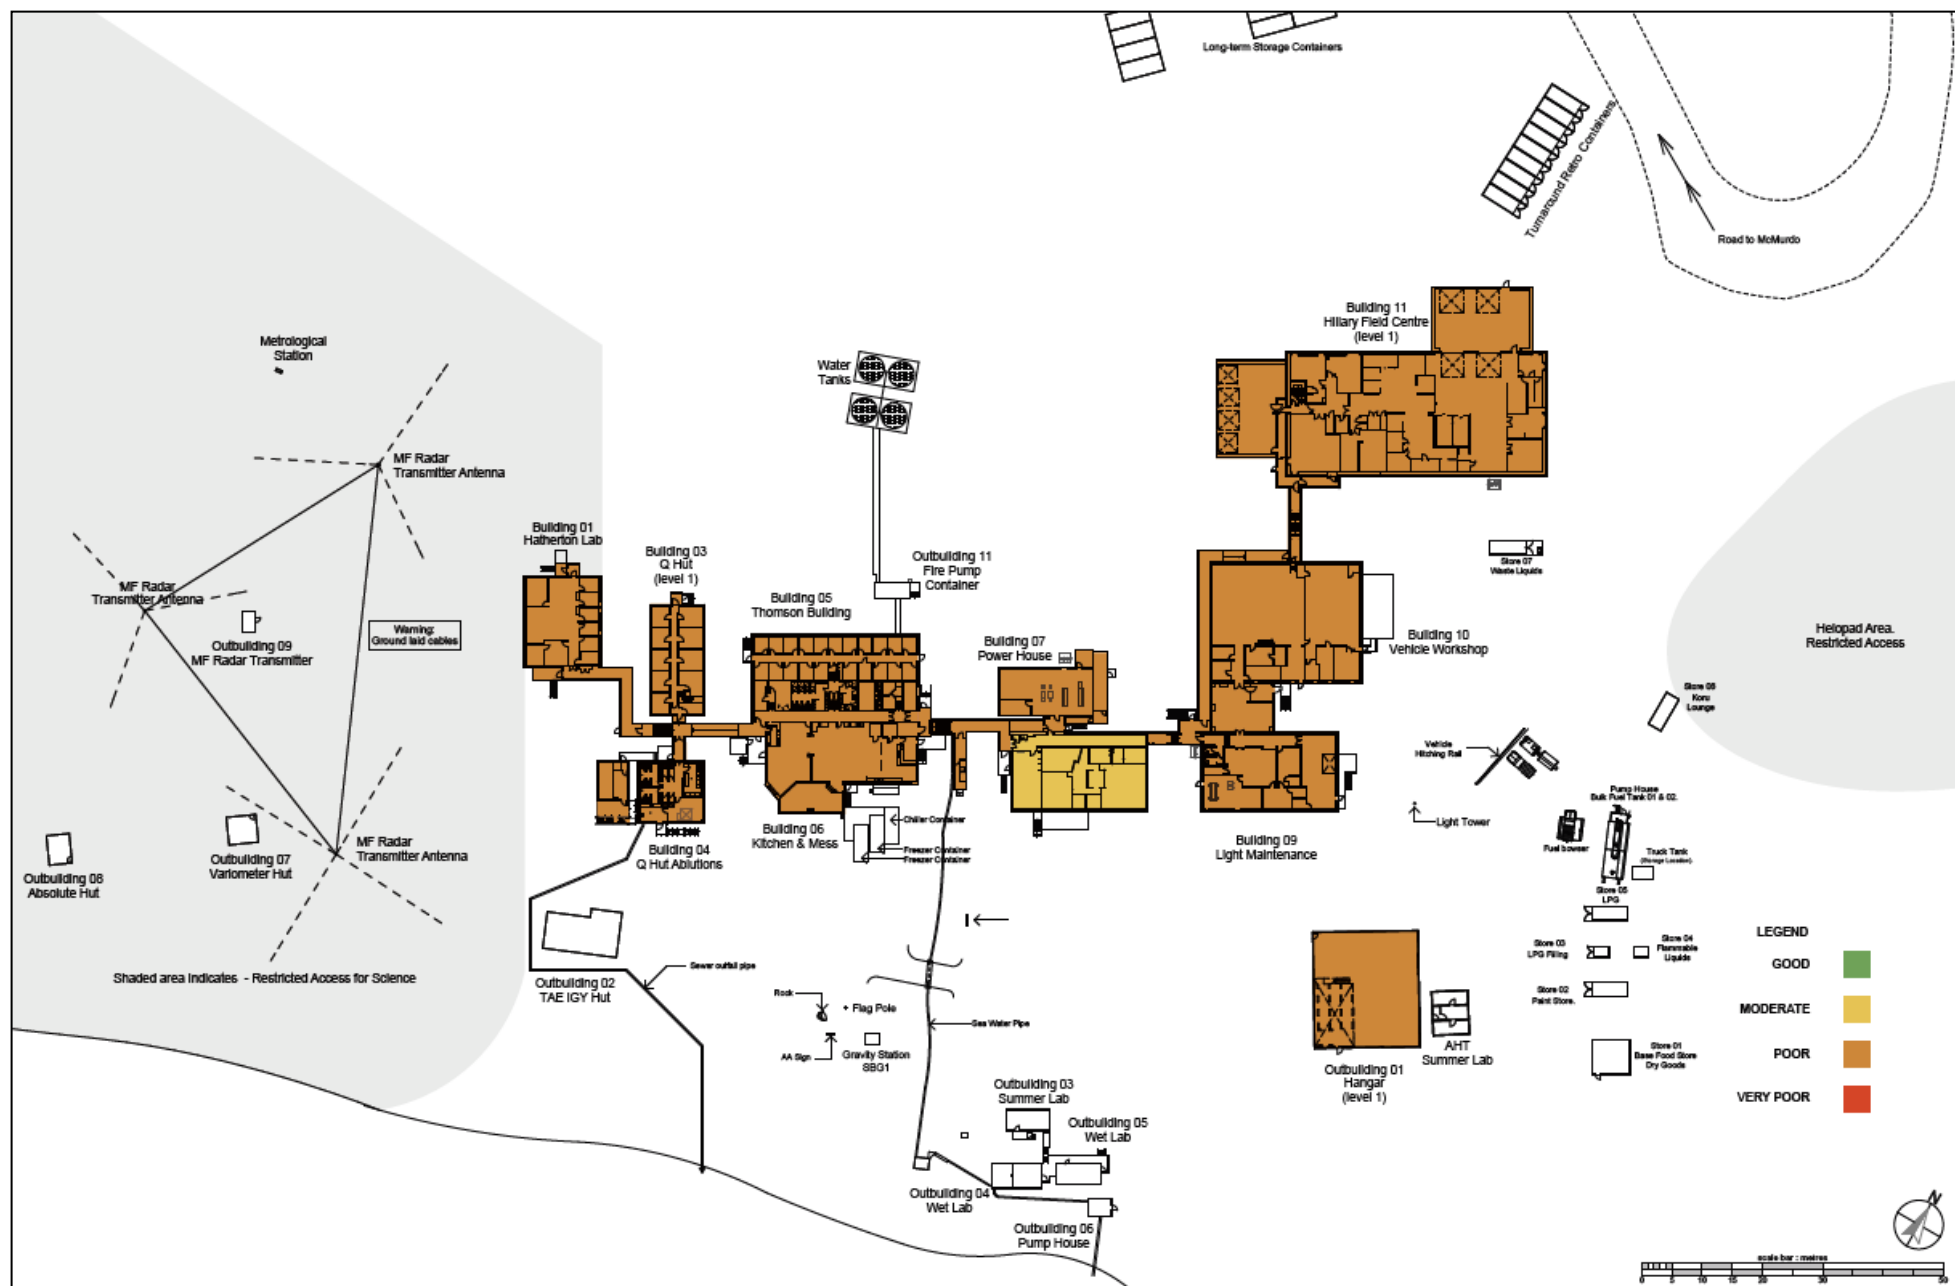 Long-term Storage Containers
Turnaround Retro Containers
Road to McMurdo
Building 11
Hillary Field Centre
(level 1)
Metrological
Station
Water
Tanks
MF Radar
Transmitter Antenna
Building 01
Hatherton Lab
Building 03
Q Hut
(level 1)
Outbuilding 11
Fire Pump
Container
Store 07
Waste Liquids
MF Radar
Transmitter Antenna
Building 05
Thomson Building
Warning:
Ground laid cables
Outbuilding 09
MF Radar Transmitter
Building 07
Power House
Building 10
Vehicle Workshop
Helopad Area.
Restricted Access
Store 08
Koru
Lounge
Vehicle
Hitching Rail
Pump House
Bulk Fuel Tank 01 & 02.
Light Tower
Chiller Container
Building 06
Kitchen & Mess
Freezer Container
Freezer Container
Building 09
Light Maintenance
Fuel bowser
Truck Tank
(Storage Location)
MF Radar
Transmitter Antenna
Building 04
Q Hut Ablutions
Outbuilding 07
Variometer Hut
Outbuilding 08
Absolute Hut
Store 05
LPG
LEGEND
Store 03
LPG Filling
Store 04
Flammable
Liquids
GOOD
Shaded area indicates - Restricted Access for Science
Sewer outfall pipe
Outbuilding 02
TAE IGY Hut
Rock
+ Flag Pole
Store 02
Paint Store.
MODERATE
Sea Water Pipe
AA Sign
Gravity Station
SBG1
AHT
Summer Lab
Store 01
Base Food Store
Dry Goods
POOR
Outbuilding 01
Hangar
(level 1)
Outbuilding 03
Summer Lab
VERY POOR
Outbuilding 05
Wet Lab
Outbuilding 04
Wet Lab
Outbuilding 06
Pump House
N
scale bar : metres
0 5 10 15 20 30 50